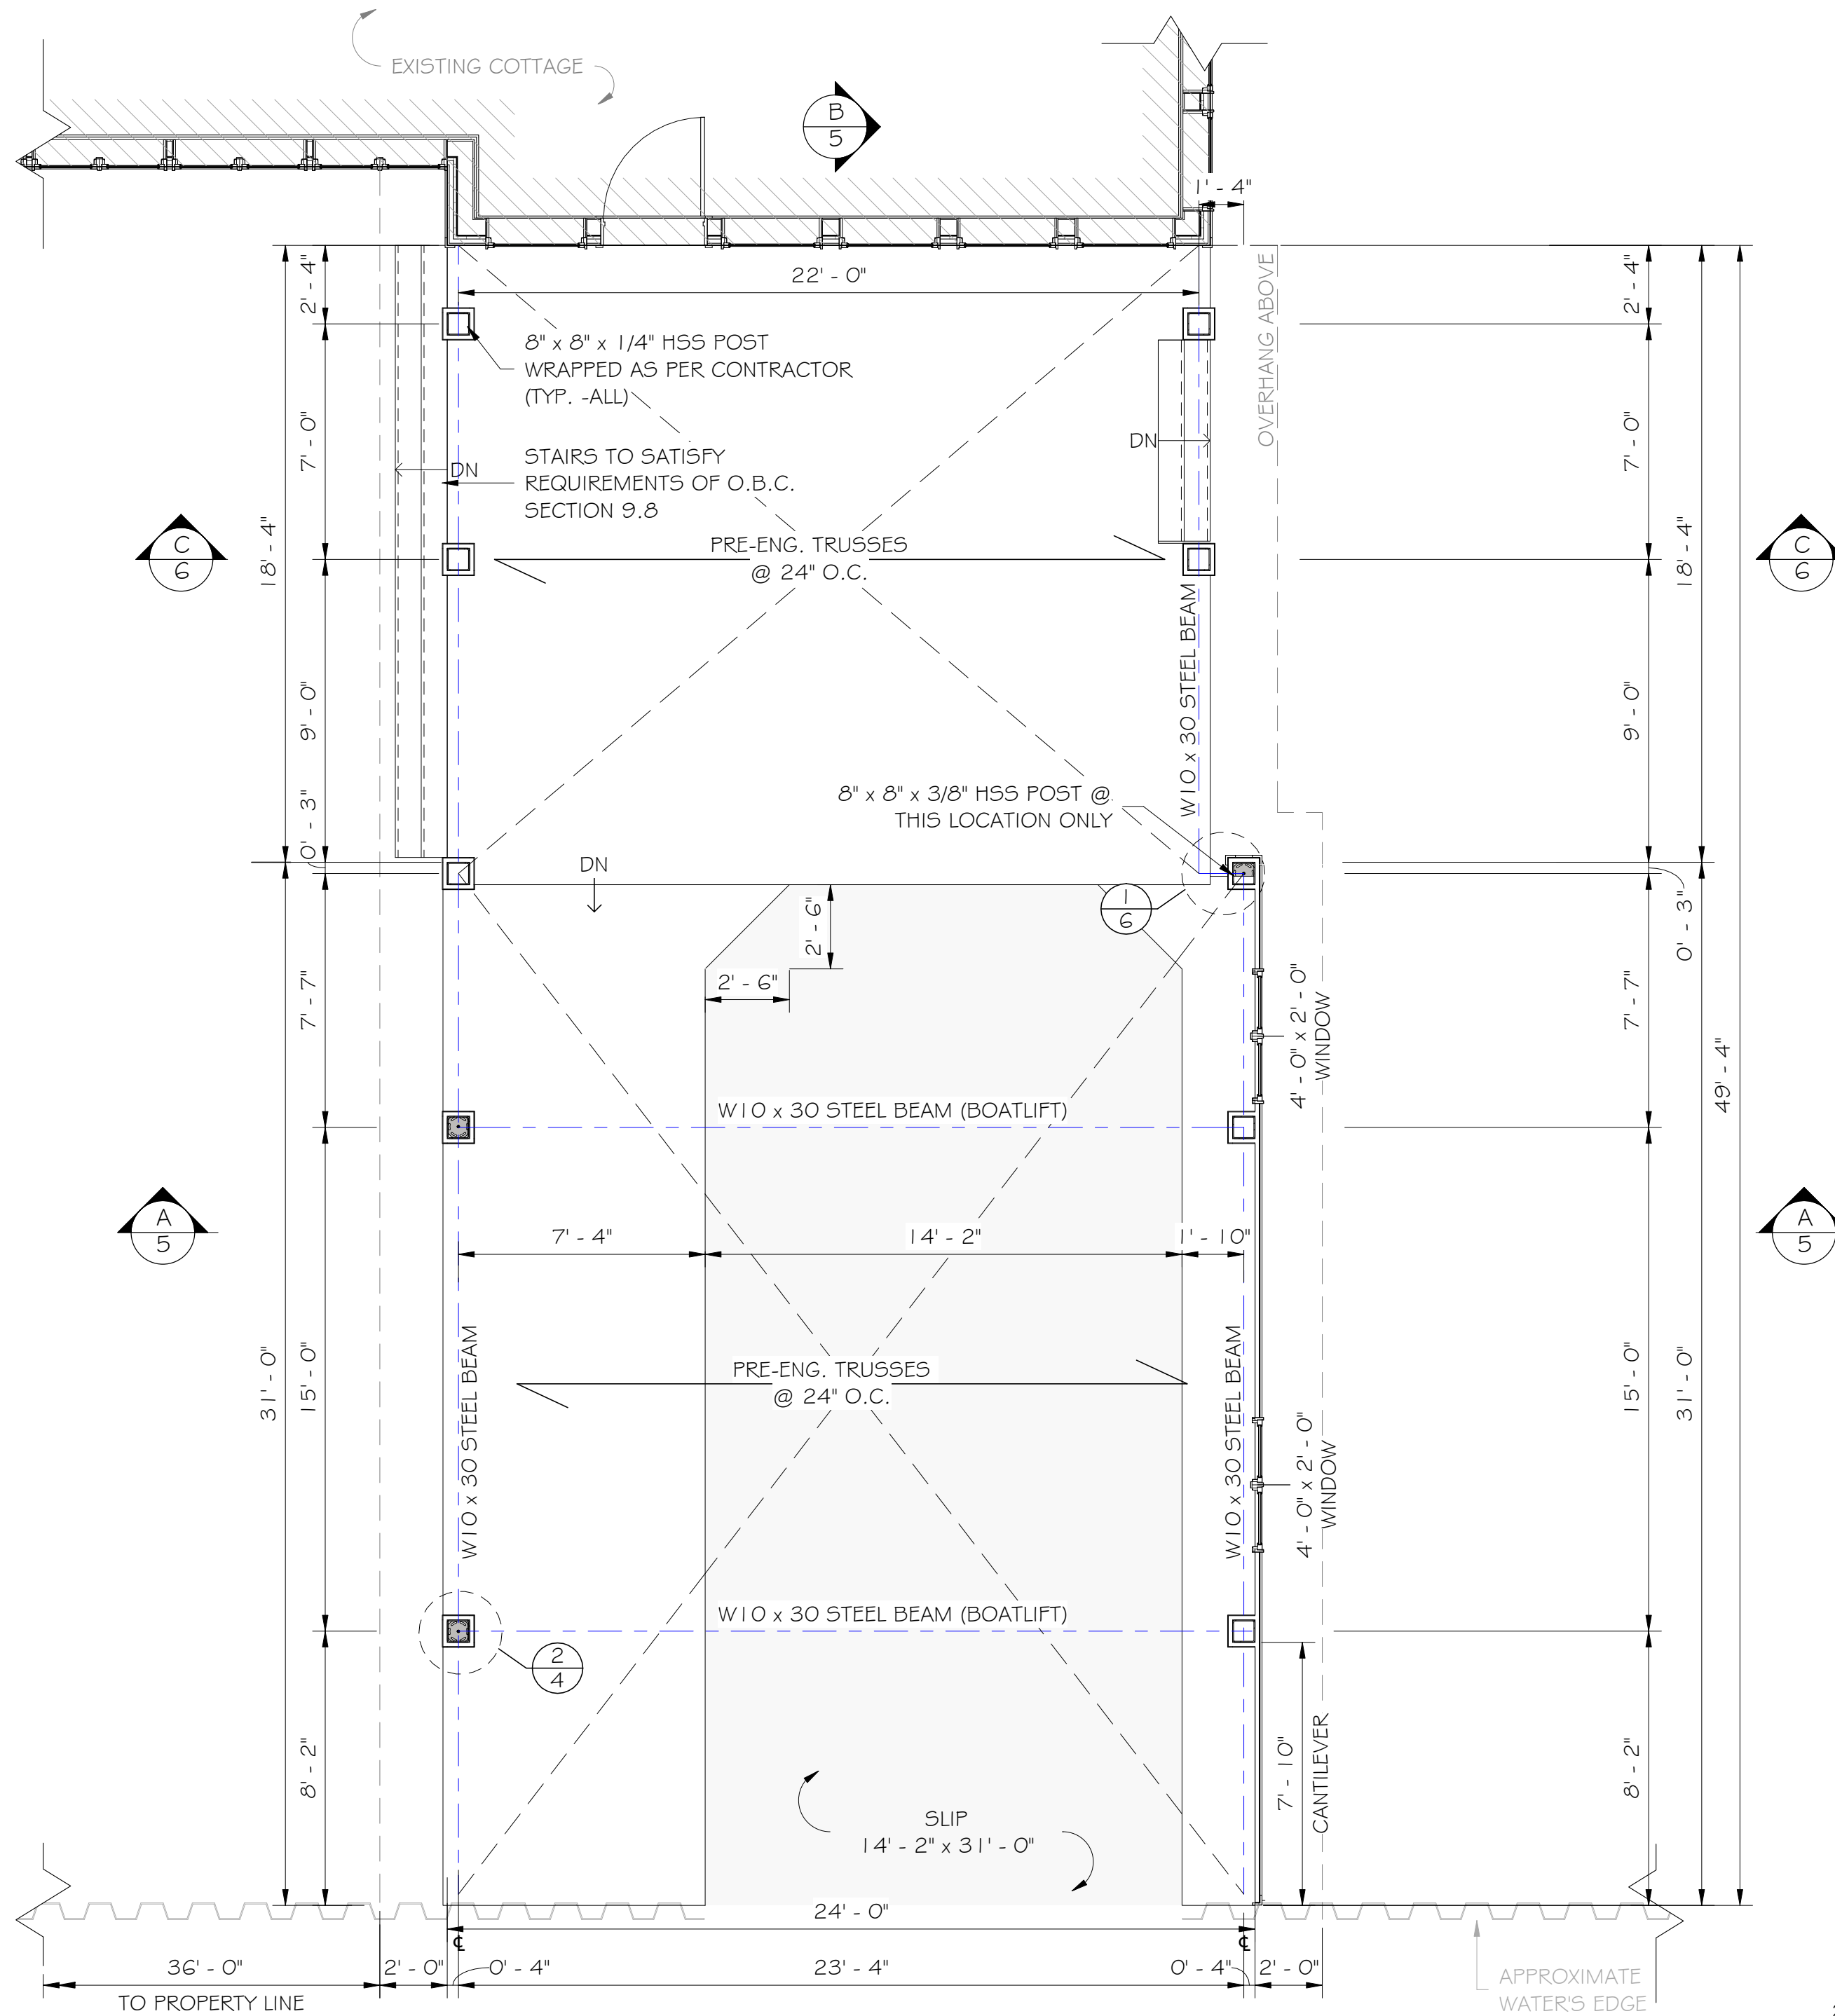 EXISTING COTTAGE
B
5
1' - 4"
22' - 0"
OVERHANG ABOVE
2' - 4"
2' - 4"
8" x 8" x 1/4" HSS POST
WRAPPED AS PER CONTRACTOR
(TYP. -ALL)
7' - 0"
DN
STAIRS TO SATISFY
REQUIREMENTS OF O.B.C.
SECTION 9.8
DN
7' - 0"
C
6
18' - 4"
PRE-ENG. TRUSSES
@ 24" O.C.
18' - 4"
C
6
9' - 0"
W10 x 30 STEEL BEAM
9' - 0"
8" x 8" x 3/8" HSS POST @
THIS LOCATION ONLY
0' - 3"
DN
1
6
0' - 3"
2' - 6"
2' - 6"
7' - 7"
4' - 0" x 2' - 0"
WINDOW
7' - 7"
49' - 4"
W10 x 30 STEEL BEAM (BOATLIFT)
A
5
7' - 4"
14' - 2"
1' - 10"
A
5
31' - 0"
15' - 0"
W10 x 30 STEEL BEAM
PRE-ENG. TRUSSES
@ 24" O.C.
W10 x 30 STEEL BEAM
4' - 0" x 2' - 0"
WINDOW
15' - 0"
31' - 0"
W10 x 30 STEEL BEAM (BOATLIFT)
2
4
8' - 2"
7' - 10"
CANTILEVER
8' - 2"
SLIP
14' - 2" x 31' - 0"
24' - 0"
℄
℄
36' - 0"
2' - 0"
0' - 4"
23' - 4"
0' - 4"
2' - 0"
TO PROPERTY LINE
APPROXIMATE
WATER'S EDGE